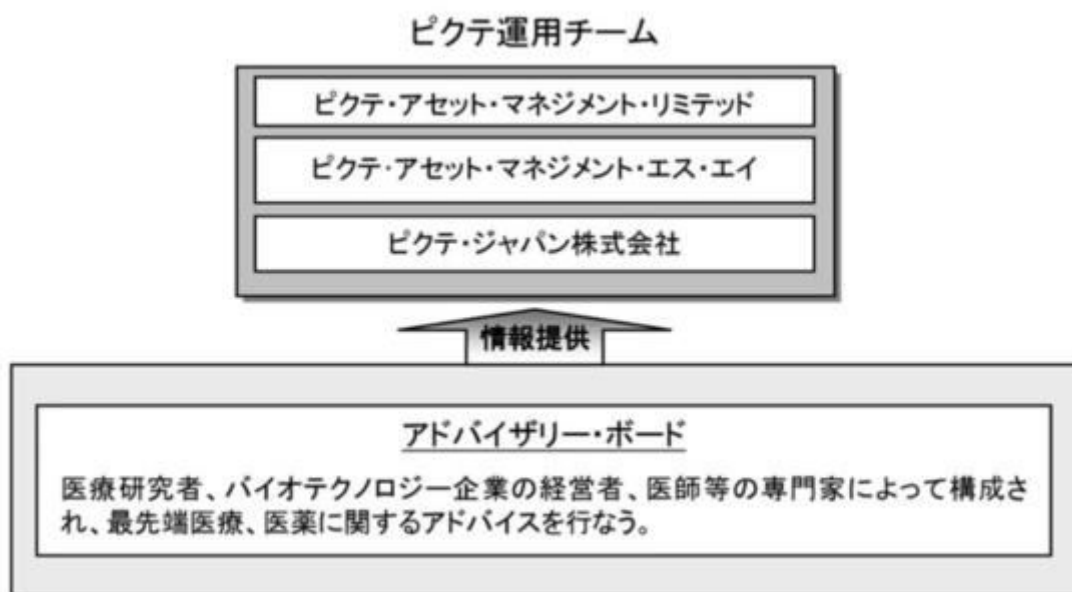 ピクテ運用チーム
ピクテ・アセット・マネジメント・リミテッド
ピクテ・アセット・マネジメント・エス・エイ
ピクテ・ジャパン株式会社
情報提供
アドバイザリー・ボード
医療研究者、バイオテクノロジー企業の経営者、医師等の専門家によって構成さ
れ、最先端医療、医薬に関するアドバイスを行なう。